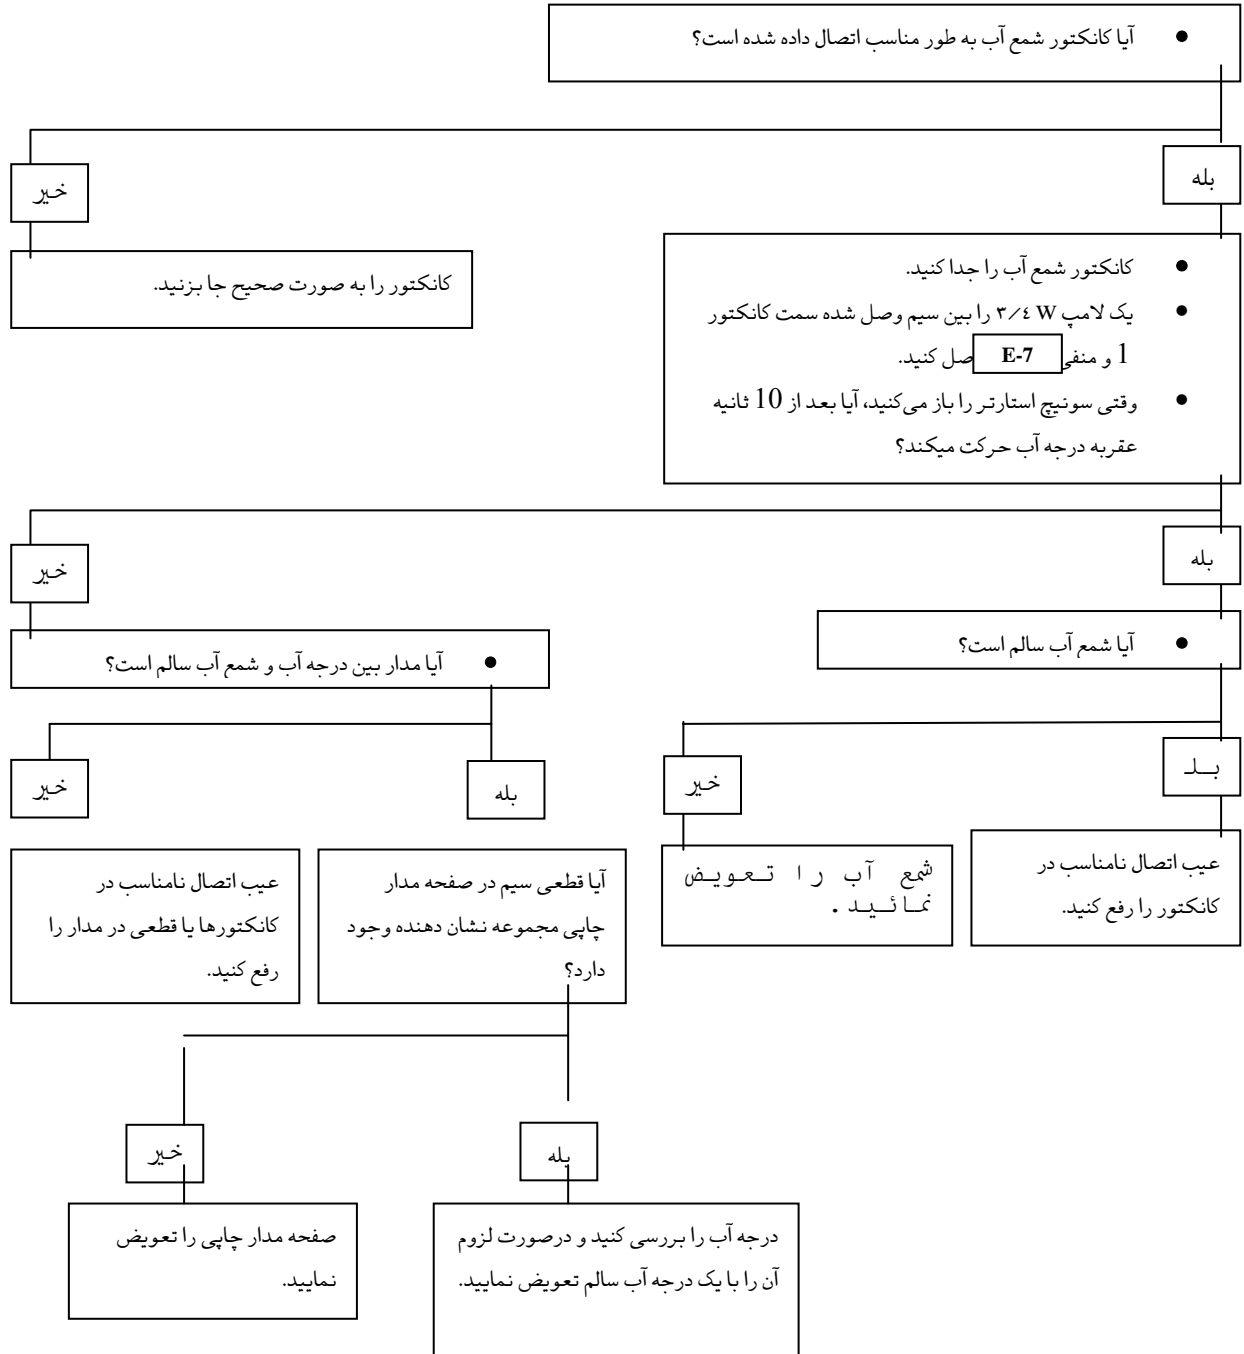 آیا کانکتور شمع آب به طور مناسب اتصال داده شده است؟
بله
خیر
کانکتور را به صورت صحیح جا بزنید.
کانکتور شمع آب را جدا کنید.
یک لامپ ۳/۴ W را بین سیم وصل شده سمت کانکتور
1 و منفی E-7 صل کنید.
وقتی سوئیچ استارتر را باز می‌کنید، آیا بعد از 10 ثانیه
عقربه درجه آب حرکت میکند؟
بله
خیر
آیا شمع آب سالم است؟
آیا مدار بین درجه آب و شمع آب سالم است؟
بلـ
خیر
بله
خیر
عیب اتصال نامناسب در
کانکتور را رفع کنید.
شمع آب را تعویض
نمائید.
آیا قطعی سیم در صفحه مدار
چاپی مجموعه نشان دهنده وجود
دارد؟
عیب اتصال نامناسب در
کانکتورها یا قطعی در مدار را
رفع کنید.
بله
خیر
درجه آب را بررسی کنید و درصورت لزوم
آن را با یک درجه آب سالم تعویض نمایید.
صفحه مدار چاپی را تعویض
نمایید.